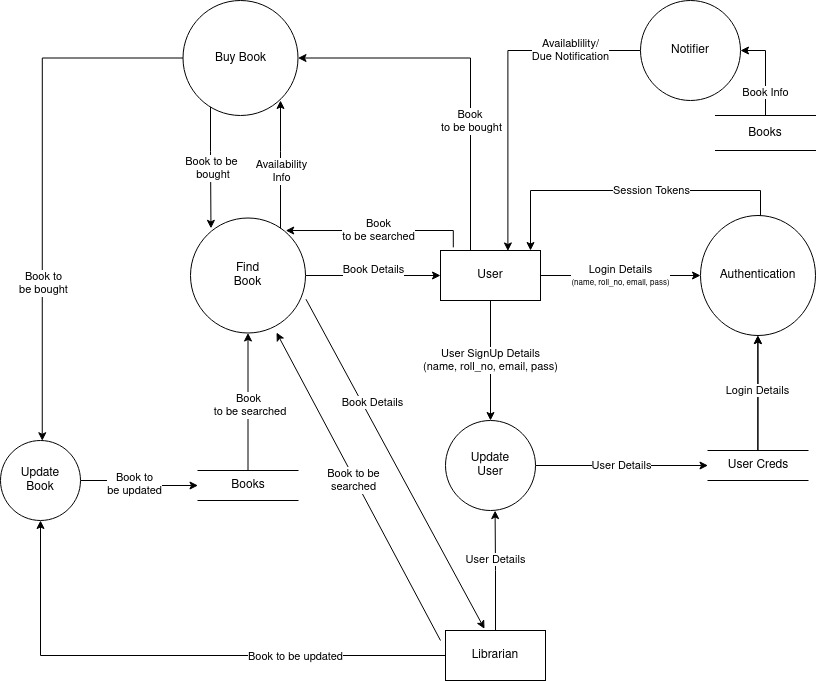 Buy Book
Availablility/
Due Notification
Notifier
Book Info
Books
Book
to be bought
Book to be
bought
Availability
Info
Session Tokens
Book
to be searched
Find
Book
Book Details
User
Login Details
(name, roll_no, email, pass)
Authentication
Book to
be bought
User SignUp Details
(name, roll_no, email, pass)
Book
to be searched
Book Details
Login Details
Update
Book
Book to
be updated
Books
Book to be
searched
Update
User
User Details
User Creds
User Details
Book to be updated
Librarian